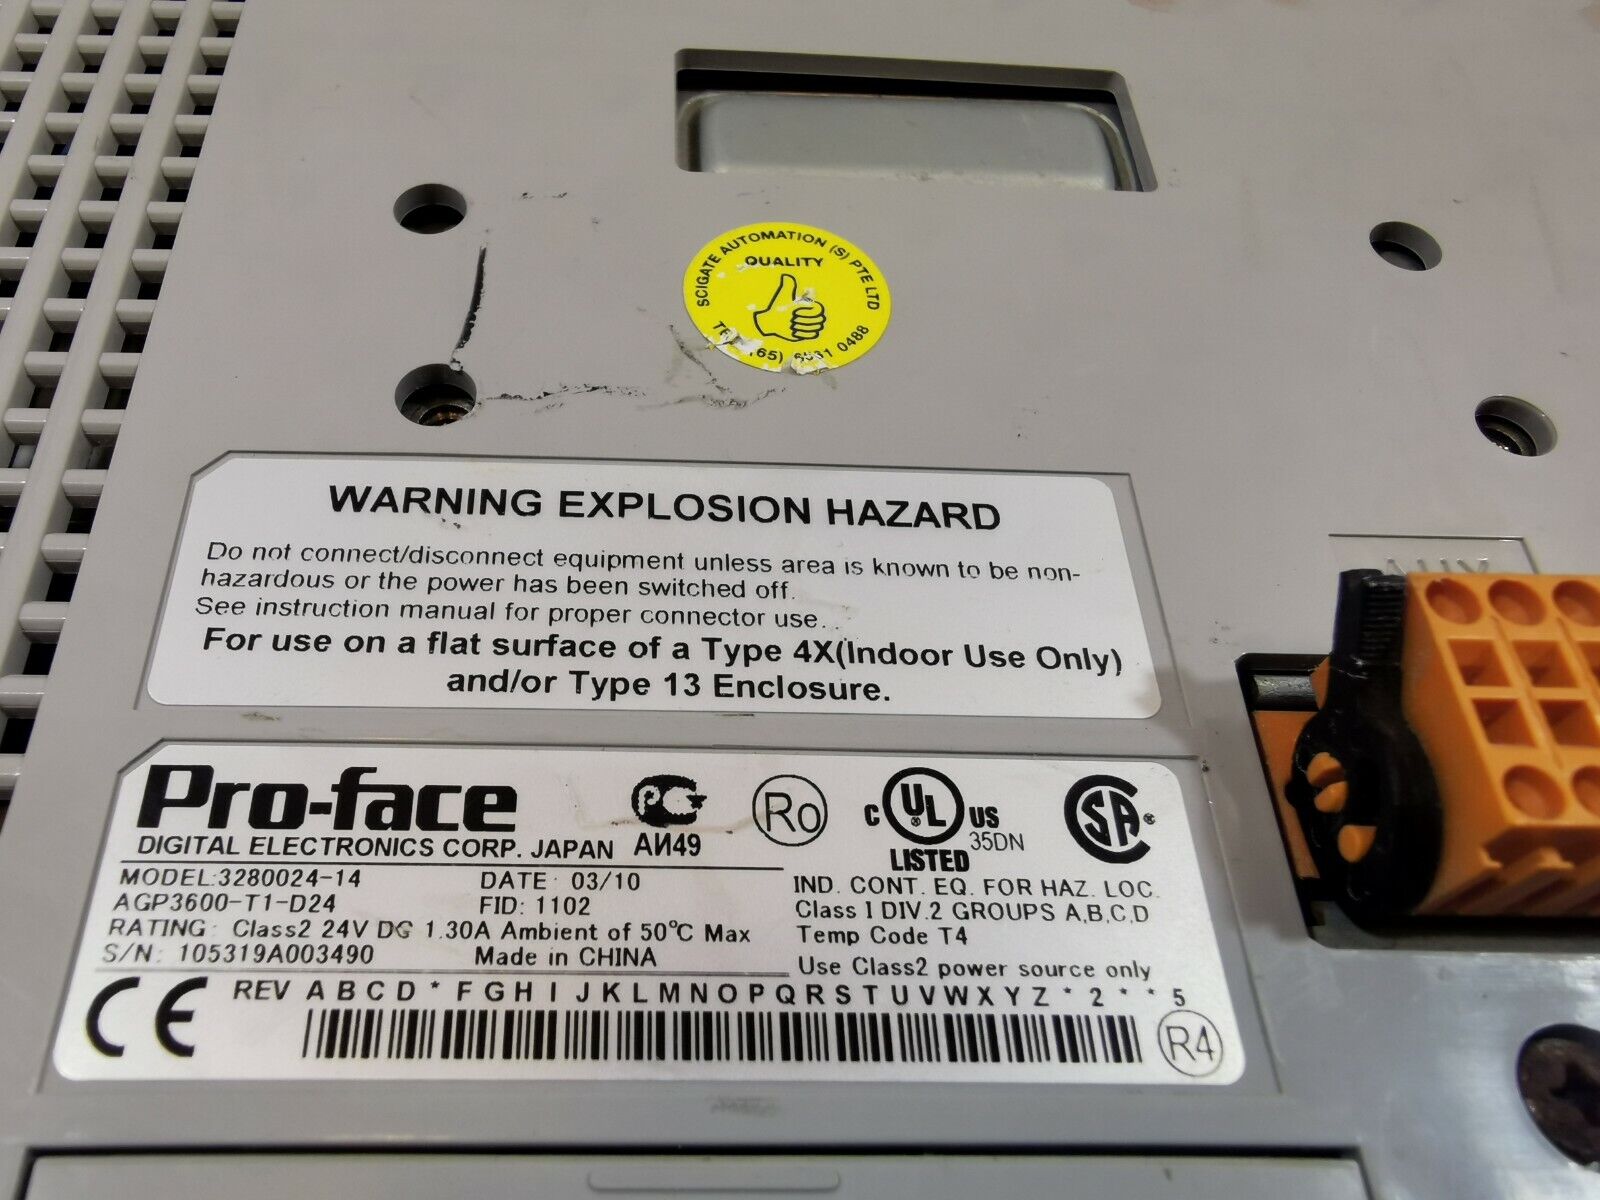 SCIGATE AUTOMATION (S) PTE LTD
QUALITY
(65) 0488
WARNING EXPLOSION HAZARD
Do not connect/disconnect equipment unless area is known to be non-
hazardous or the power has been switched off.
See instruction manual for proper connector use.
For use on a flat surface of a Type 4X(Indoor Use Only)
and/or Type 13 Enclosure.
AUX
Pro-face
DIGITAL ELECTRONICS CORP. JAPAN
PC
АИ49
Ro
C UL US
LISTED
35DN
SA
MODEL:3280024-14 DATE: 03/10
AGP3600-T1-D24 FID: 1102
RATING: Class2 24V DC 1.30A Ambient of 50°C Max
S/N: 105319A003490 Made in CHINA
IND. CONT. EQ. FOR HAZ. LOC.
Class I DIV.2 GROUPS A,B,C,D
Temp Code T4
Use Class2 power source only
CE
REV A B C D * F G H I J K L M N O P Q R S T U V W X Y Z * 2 * * 5
R4